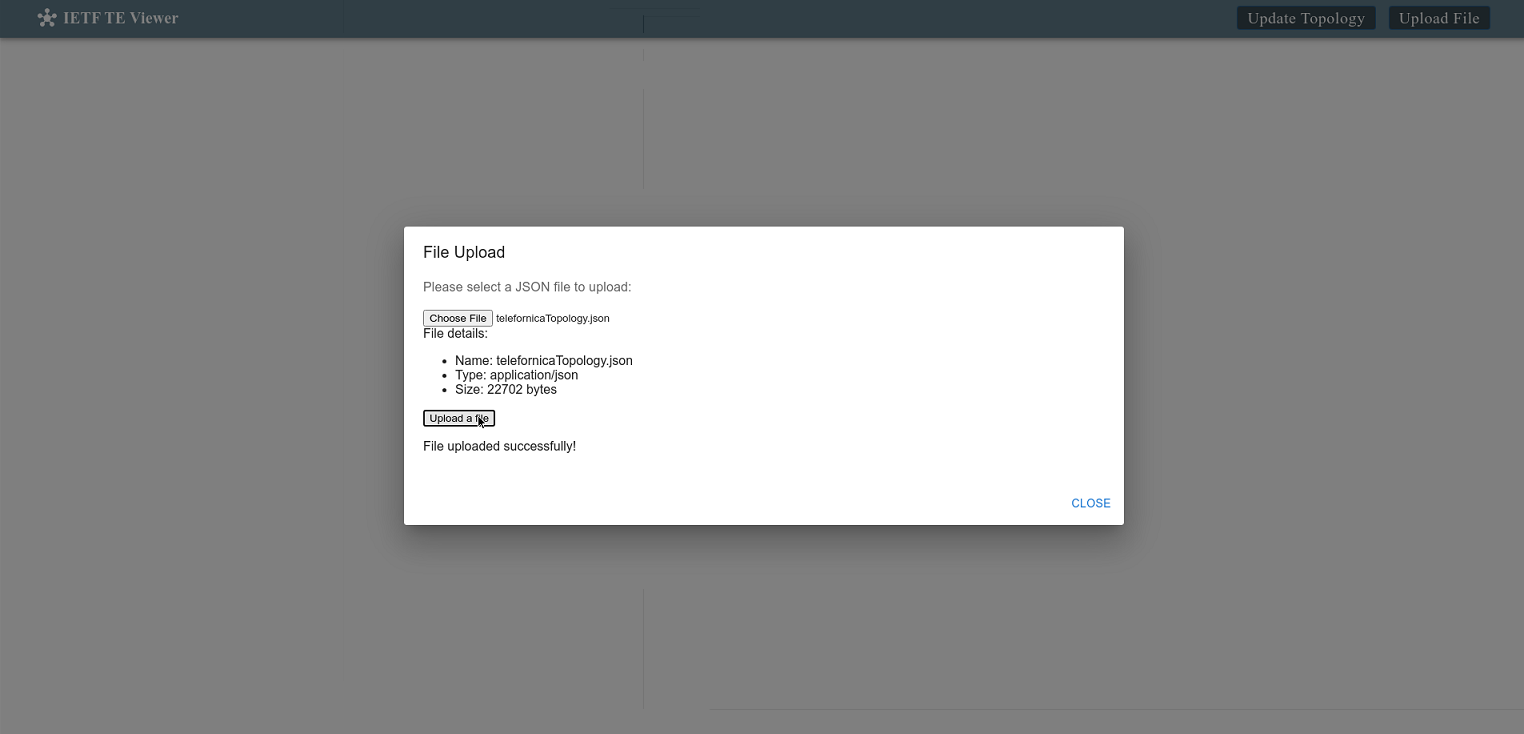 IETF TE Viewer
Update Topology
Upload File
File Upload
Please select a JSON file to upload:
Choose File telefornicaTopology.json
File details:
• Name: telefornicaTopology.json
• Type: application/json
• Size: 22702 bytes
Upload a file
File uploaded successfully!
CLOSE